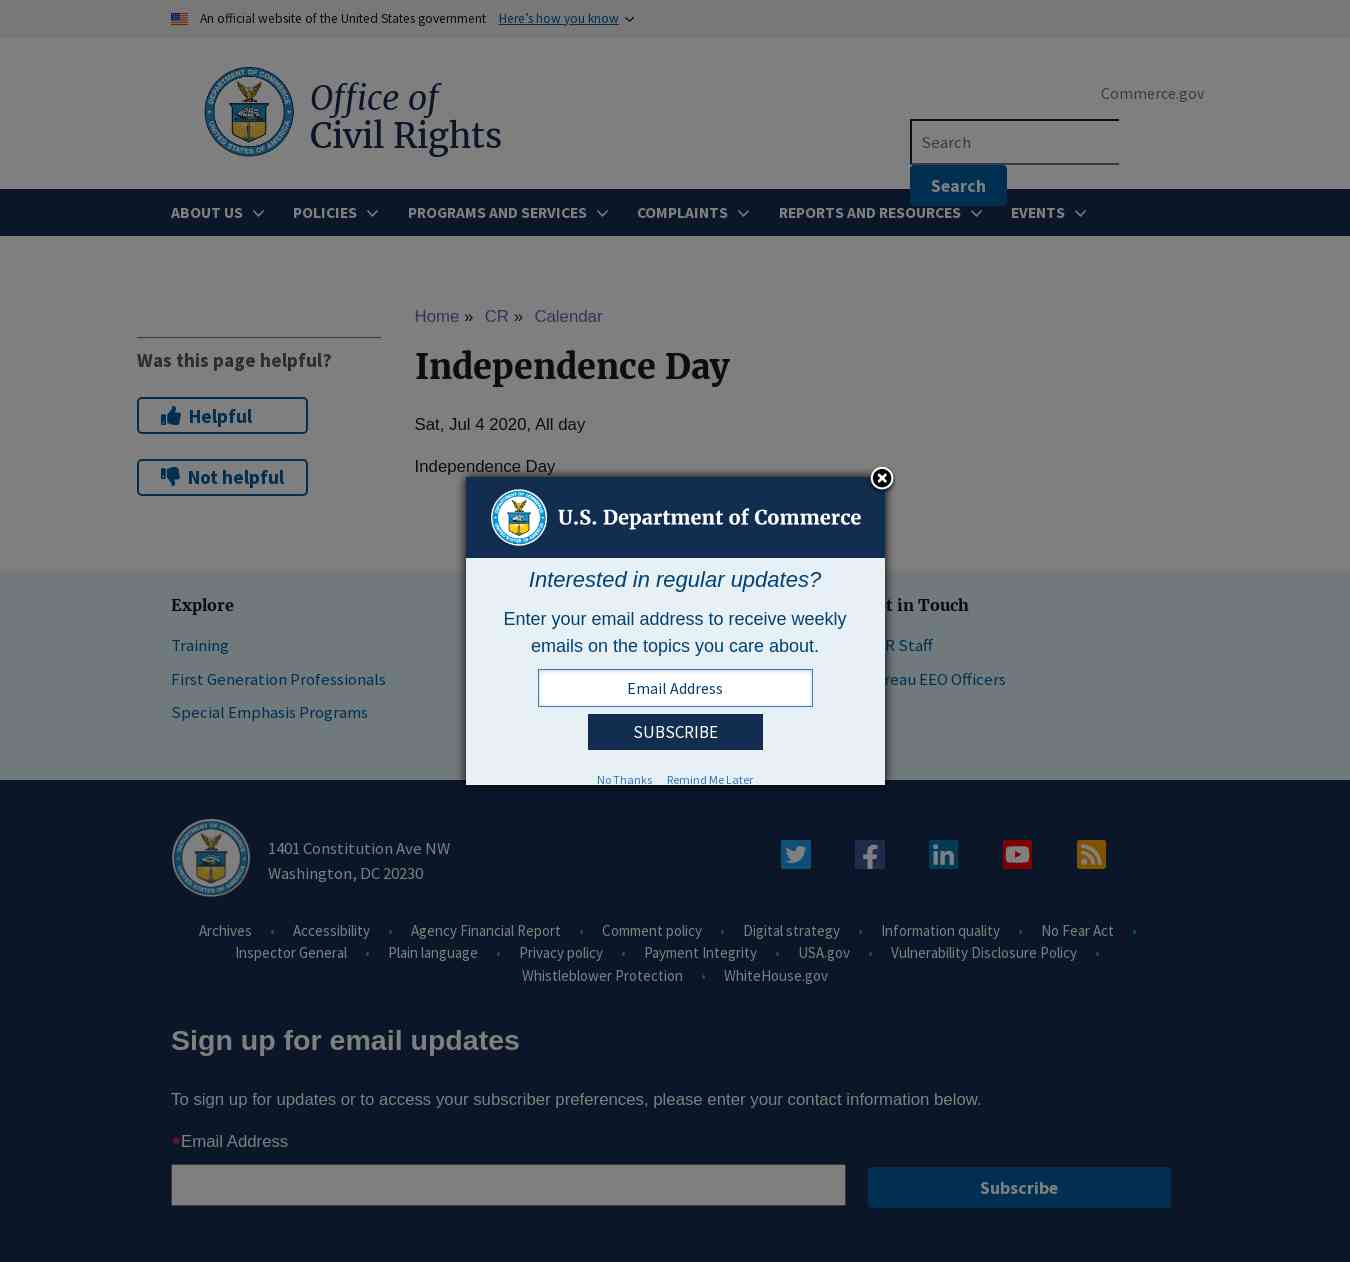 An official website of the United States government Here's how you know
Office of
Civil Rights
Commerce.gov
Search
Search
ABOUT US POLICIES PROGRAMS AND SERVICES COMPLAINTS REPORTS AND RESOURCES EVENTS
Home » CR » Calendar
Was this page helpful?
Helpful
Not helpful
Independence Day
Sat, Jul 4 2020, All day
Independence Day
U.S. Department of Commerce
Interested in regular updates?
Enter your email address to receive weekly
emails on the topics you care about.
Email Address
SUBSCRIBE
No Thanks Remind Me Later
Explore
Training
First Generation Professionals
Special Emphasis Programs
in Touch
Staff
EEO Officers
1401 Constitution Ave NW
Washington, DC 20230
Archives • Accessibility • Agency Financial Report • Comment policy • Digital strategy • Information quality • No Fear Act •
Inspector General • Plain language • Privacy policy • Payment Integrity • USA.gov • Vulnerability Disclosure Policy •
Whistleblower Protection • WhiteHouse.gov
Sign up for email updates
To sign up for updates or to access your subscriber preferences, please enter your contact information below.
*Email Address
Subscribe